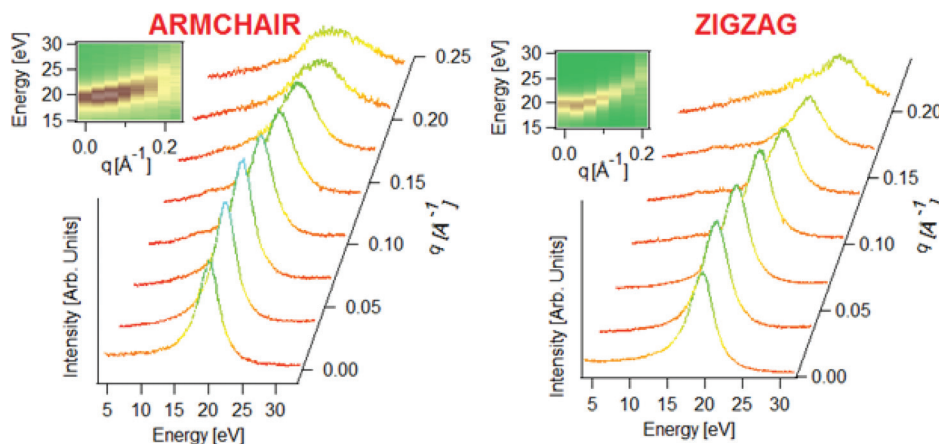 ARMCHAIR
Energy [eV]
30
25
20
15
0.0 0.2
q [Å⁻¹]
Intensity [Arb. Units]
5 10 15 20 25 30
Energy [eV]
0.25
0.20
0.15
0.10
0.05
0.00
q [Å⁻¹]
ZIGZAG
Energy [eV]
30
25
20
15
0.0 0.2
q [Å⁻¹]
Intensity [Arb. Units]
5 10 15 20 25 30
Energy [eV]
0.20
0.15
0.10
0.05
0.00
q [Å⁻¹]